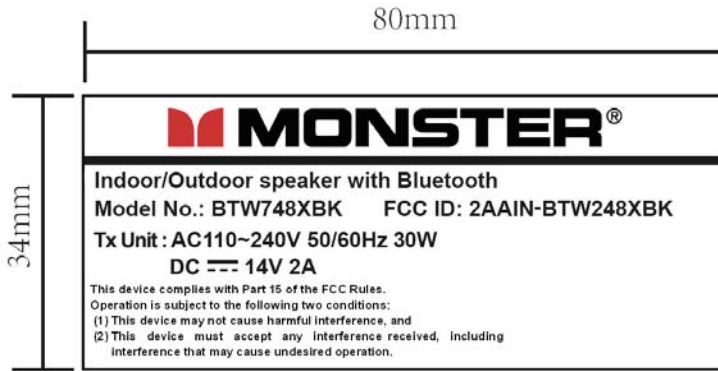 80mm
34mm
MONSTER®
Indoor/Outdoor speaker with Bluetooth
Model No.: BTW748XBK FCC ID: 2AAIN-BTW248XBK
Tx Unit : AC110~240V 50/60Hz 30W
DC ⎓ 14V 2A
This device complies with Part 15 of the FCC Rules.
Operation is subject to the following two conditions:
(1) This device may not cause harmful interference, and
(2) This device must accept any interference received, including
interference that may cause undesired operation.